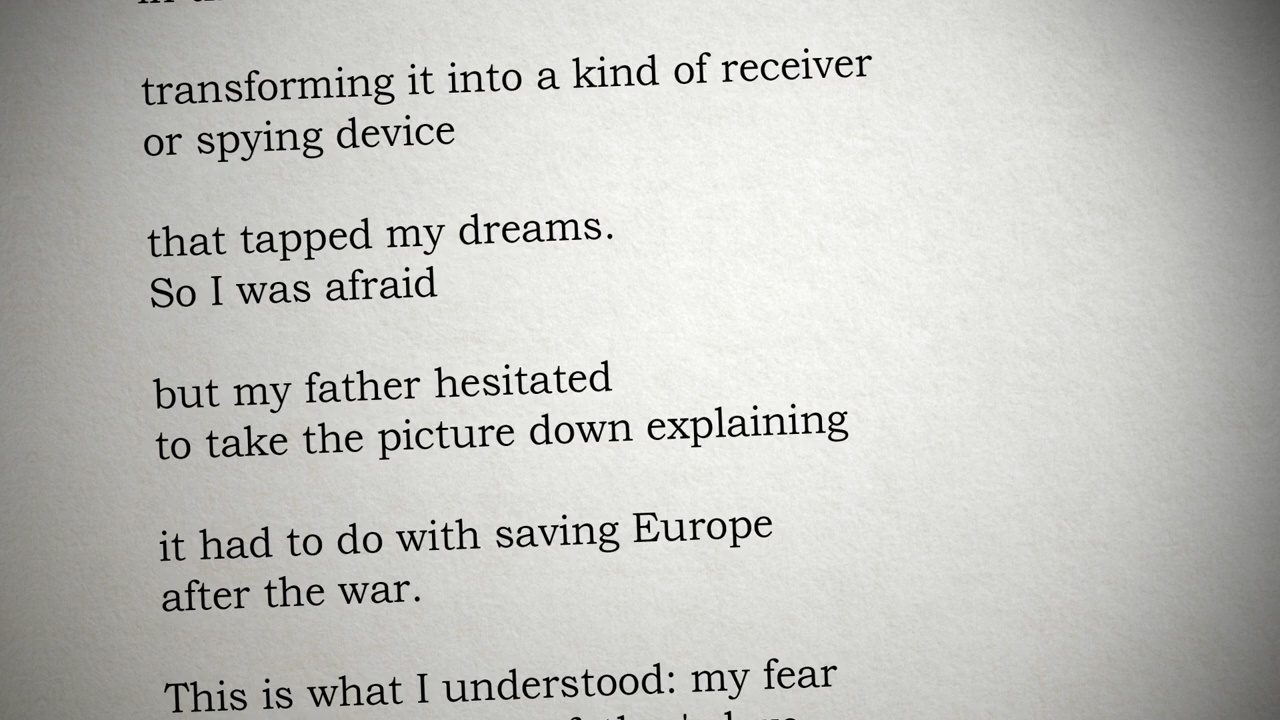 transforming it into a kind of receiver
or spying device
that tapped my dreams.
So I was afraid
but my father hesitated
to take the picture down explaining
it had to do with saving Europe
after the war.
This is what I understood: my fear